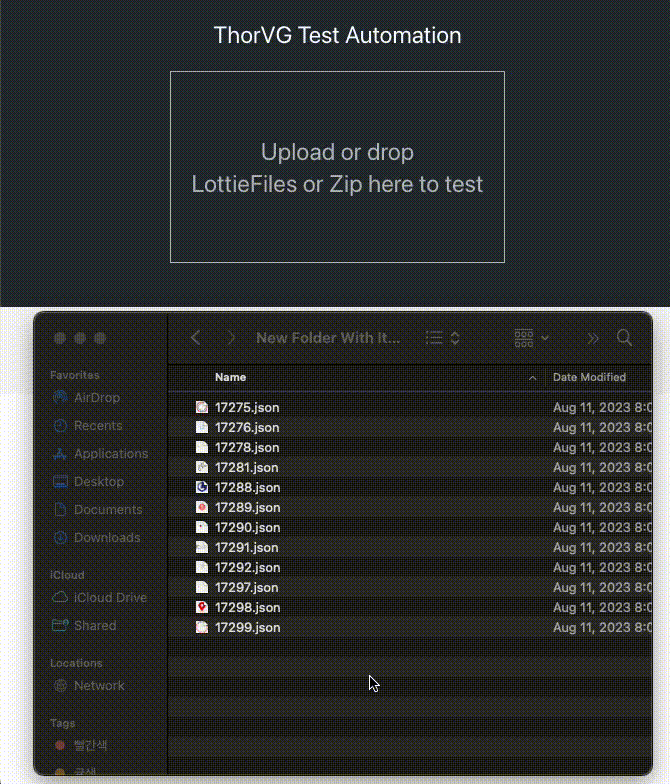 ThorVG Test Automation
Upload or drop
LottieFiles or Zip here to test
New Folder With It...
Favorites
AirDrop
Recents
Applications
Desktop
Documents
Downloads
iCloud
iCloud Drive
Shared
Locations
Network
Tags
빨간색
Name Date Modified
17275.json Aug 11, 2023 8:0
17276.json Aug 11, 2023 8:0
17278.json Aug 11, 2023 8:0
17281.json Aug 11, 2023 8:0
17288.json Aug 11, 2023 8:0
17289.json Aug 11, 2023 8:0
17290.json Aug 11, 2023 8:0
17291.json Aug 11, 2023 8:0
17292.json Aug 11, 2023 8:0
17297.json Aug 11, 2023 8:0
17298.json Aug 11, 2023 8:0
17299.json Aug 11, 2023 8:0